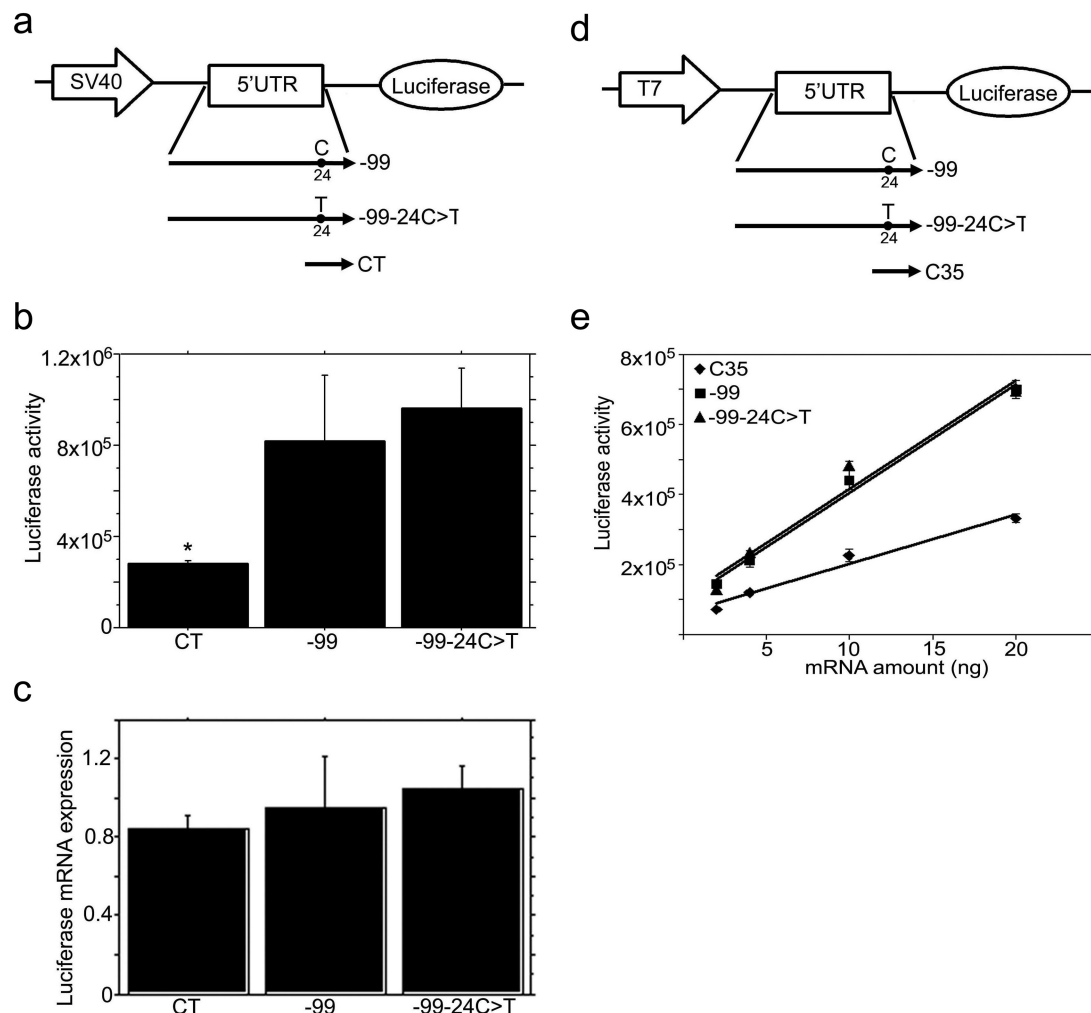 a
SV40
5'UTR
Luciferase
C
24
-99
T
24
-99-24C>T
CT
b
Luciferase activity
1.2x10⁶
8x10⁵
4x10⁵
0
*
CT
-99
-99-24C>T
c
Luciferase mRNA expression
1.2
0.8
0.4
0
CT
-99
-99-24C>T
d
T7
5'UTR
Luciferase
C
24
-99
T
24
-99-24C>T
C35
e
Luciferase activity
8x10⁵
6x10⁵
4x10⁵
2x10⁵
C35
-99
-99-24C>T
5
10
15
20
mRNA amount (ng)